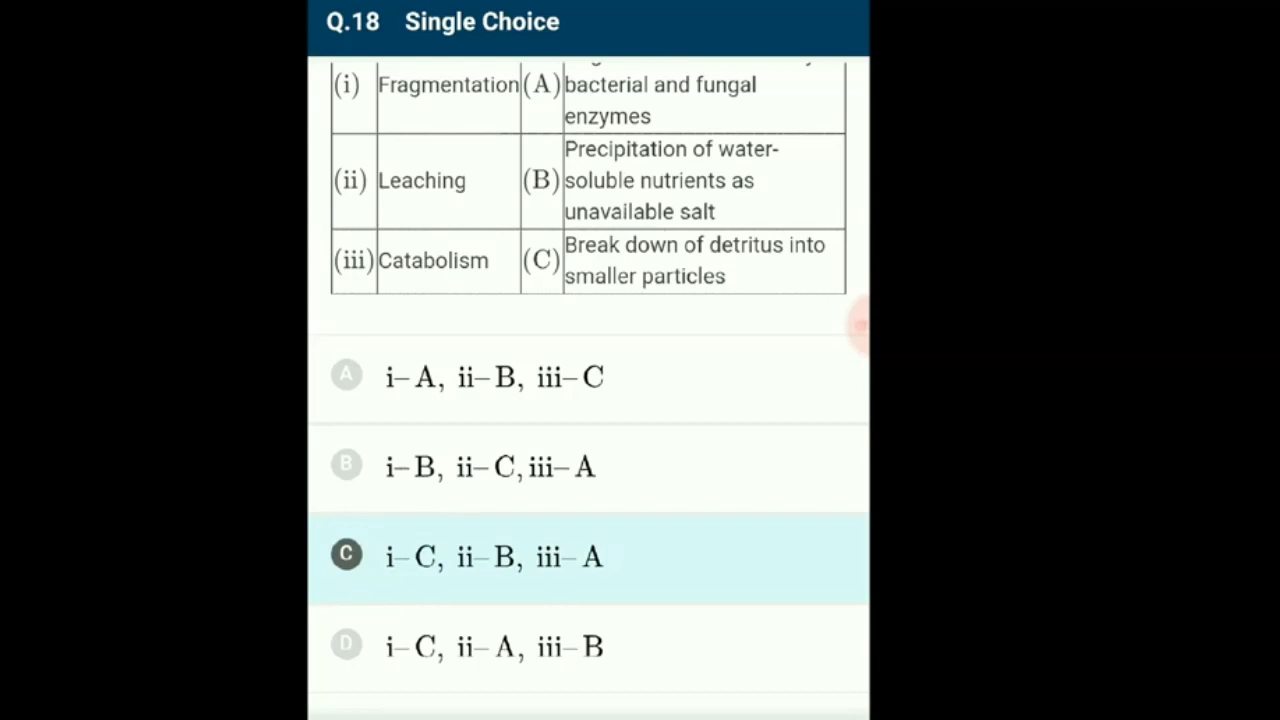 Q.18 Single Choice
(i) Fragmentation (A) bacterial and fungal
enzymes
Precipitation of water-
(ii) Leaching (B) soluble nutrients as
unavailable salt
Break down of detritus into
(iii) Catabolism (C)
smaller particles
A i– A, ii– B, iii– C
B i– B, ii– C, iii– A
C i– C, ii– B, iii– A
D i– C, ii– A, iii– B